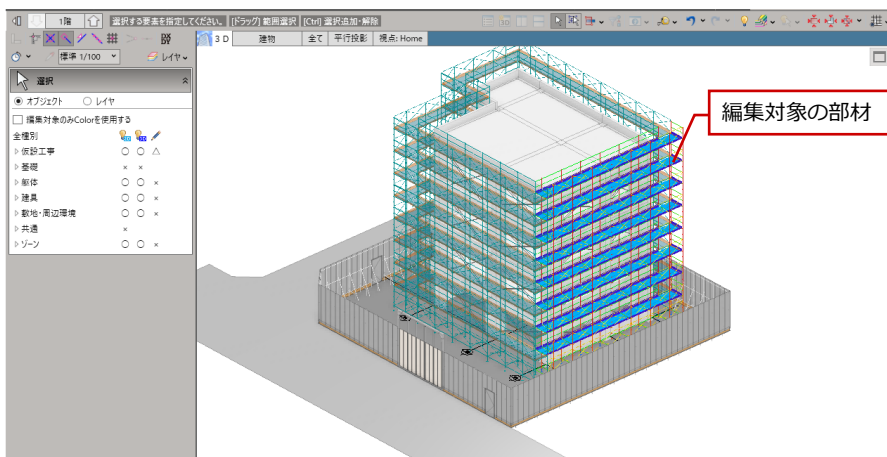 1階 選択する要素を指定してください。 [ドラッグ] 範囲選択 [Ctrl] 選択追加・解除
3 D 建物 全て 平行投影 視点: Home
標準 1/100 レイヤ
選択
オブジェクト レイヤ
編集対象のみColorを使用する
全種別
仮設工事
基礎
躯体
建具
敷地・周辺環境
共通
ゾーン
編集対象の部材